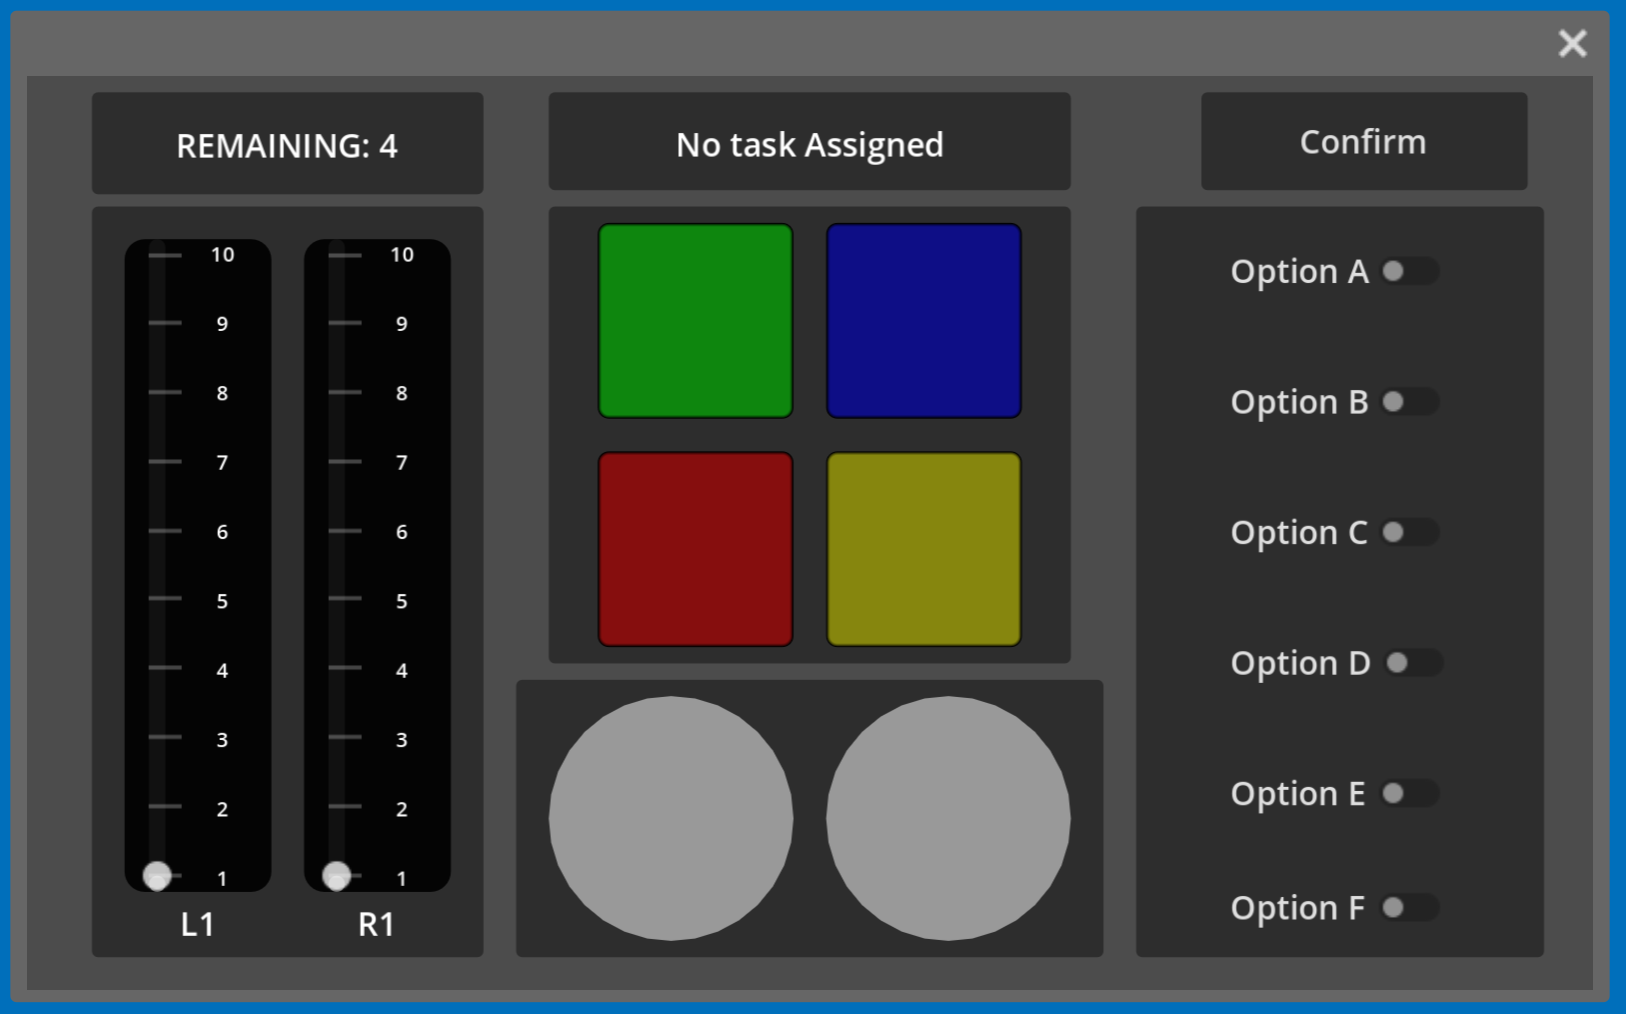 REMAINING: 4
No task Assigned
Confirm
10
9
8
7
6
5
4
3
2
1
L1
10
9
8
7
6
5
4
3
2
1
R1
Option A
Option B
Option C
Option D
Option E
Option F